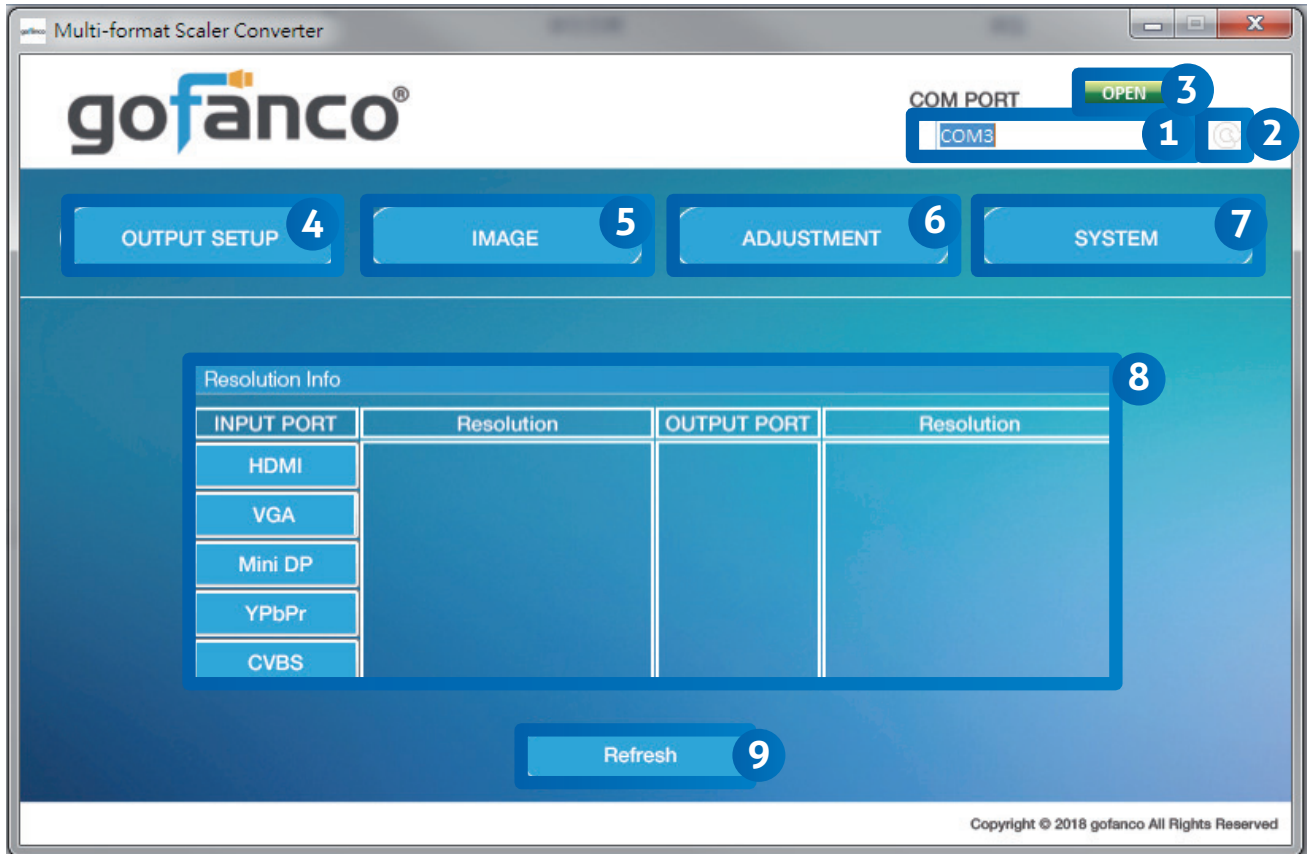 Multi-format Scaler Converter
gofanco®
COM PORT
OPEN
3
COM3
1
2
OUTPUT SETUP
4
IMAGE
5
ADJUSTMENT
6
SYSTEM
7
Resolution Info
8
INPUT PORT Resolution OUTPUT PORT Resolution
HDMI
VGA
Mini DP
YPbPr
CVBS
Refresh
9
Copyright © 2018 gofanco All Rights Reserved